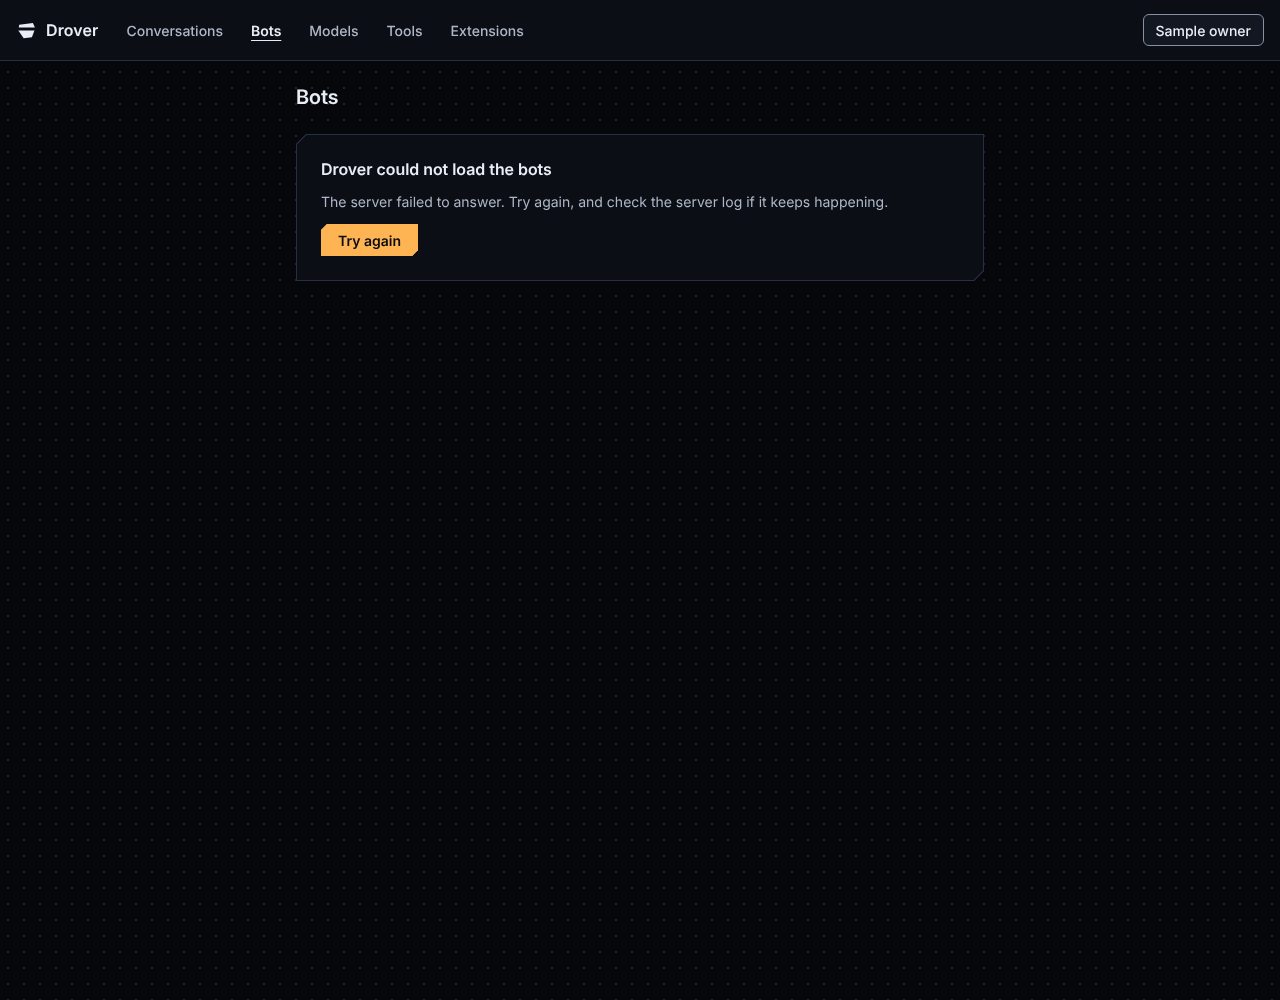 Drover
Conversations
Bots
Models
Tools
Extensions
Sample owner
Bots
Drover could not load the bots
The server failed to answer. Try again, and check the server log if it keeps happening.
Try again